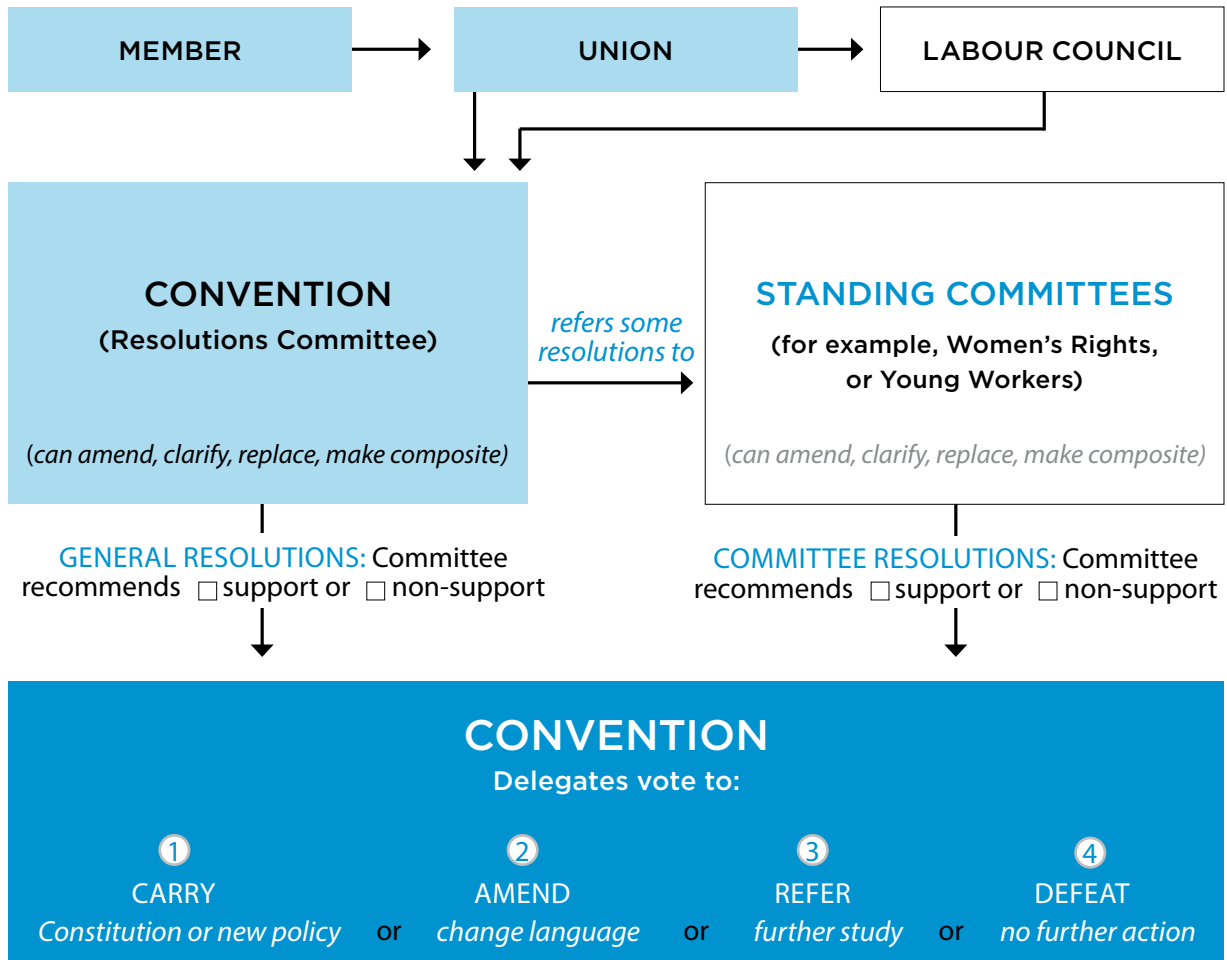 MEMBER
UNION
LABOUR COUNCIL
CONVENTION
(Resolutions Committee)
(can amend, clarify, replace, make composite)
refers some
resolutions to
STANDING COMMITTEES
(for example, Women's Rights,
or Young Workers)
(can amend, clarify, replace, make composite)
GENERAL RESOLUTIONS: Committee
recommends ☐ support or ☐ non-support
COMMITTEE RESOLUTIONS: Committee
recommends ☐ support or ☐ non-support
CONVENTION
Delegates vote to:
1 2 3 4
CARRY AMEND REFER DEFEAT
Constitution or new policy or change language or further study or no further action